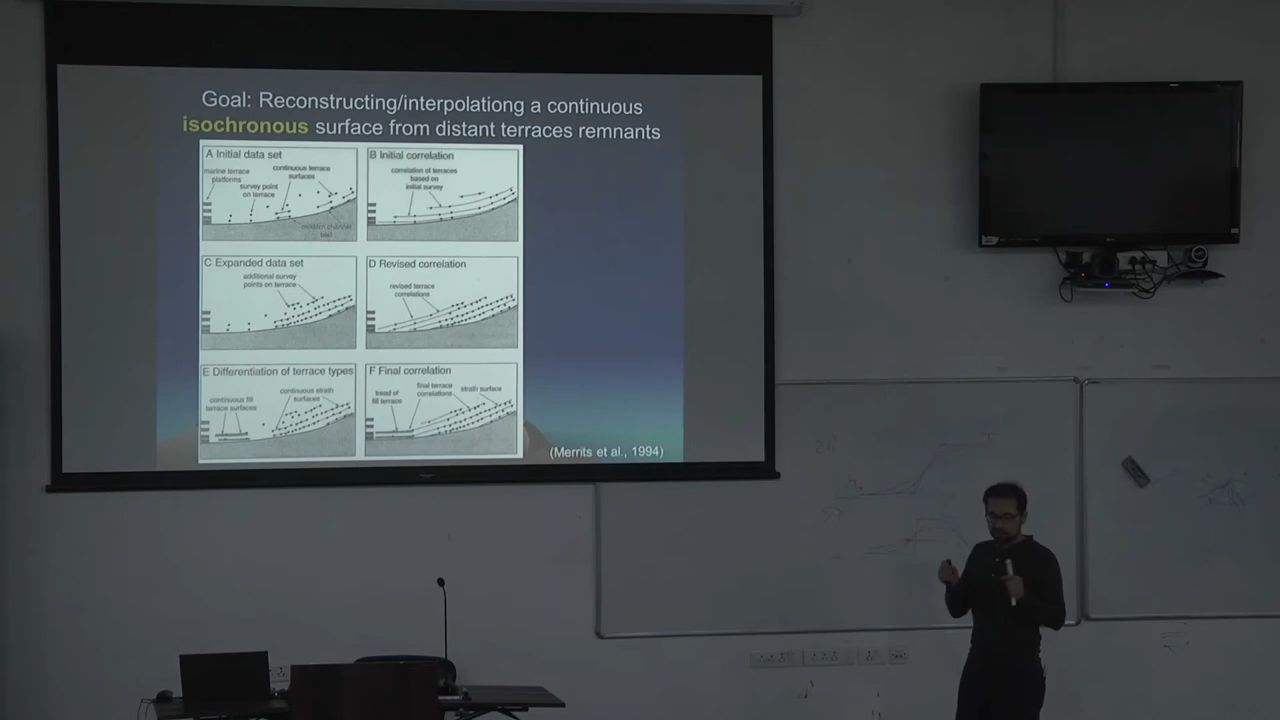 Goal: Reconstructing/interpolationg a continuous
isochronous surface from distant terraces remnants
A Initial data set
marine terrace
platforms
survey point
on terrace
continuous terrace
surfaces
modern channel
bed
B Initial correlation
correlation of terraces
based on
initial survey
C Expanded data set
additional survey
points on terrace
D Revised correlation
revised terrace
correlations
E Differentiation of terrace types
continuous fill
terrace surfaces
continuous strath
surfaces
F Final correlation
tread of
fill terrace
final terrace
correlations
strath surface
(Merrits et al., 1994)